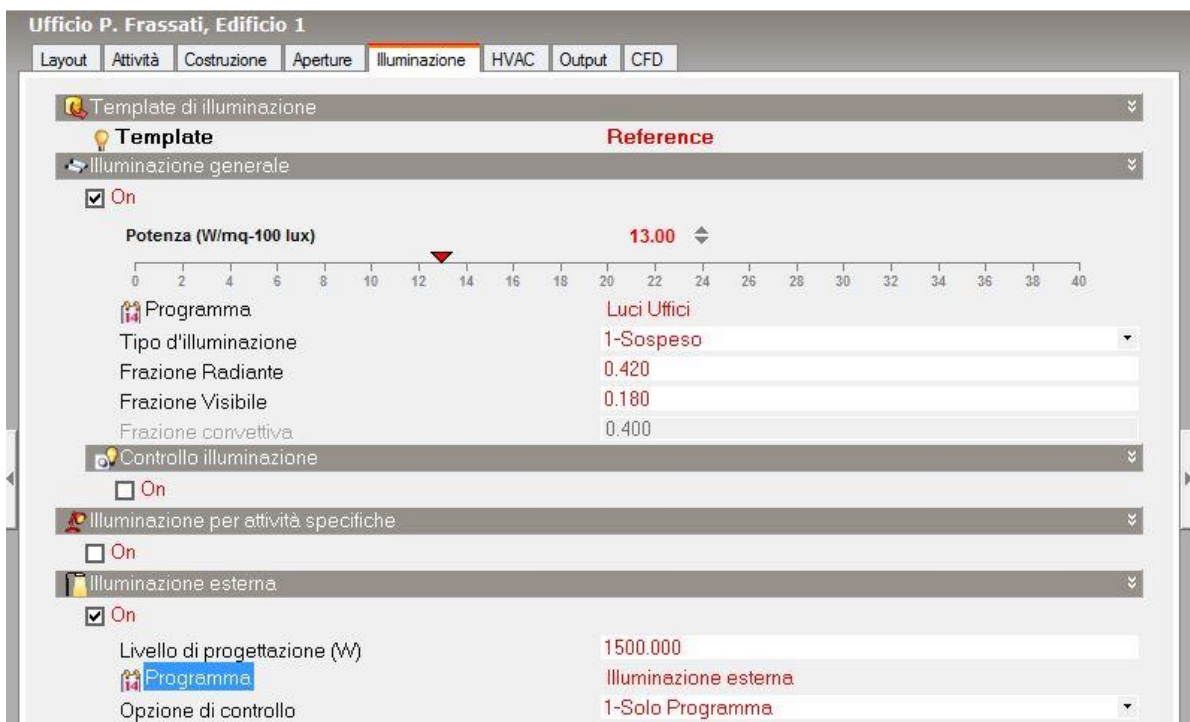 Ufficio P. Frassati, Edificio 1
Layout Attività Costruzione Aperture Illuminazione HVAC Output CFD
Template di illuminazione
Template Reference
Illuminazione generale
On
Potenza (W/mq-100 lux) 13.00
0 2 4 6 8 10 12 14 16 18 20 22 24 26 28 30 32 34 36 38 40
14 Programma Luci Uffici
Tipo d'illuminazione 1-Sospeso
Frazione Radiante 0.420
Frazione Visibile 0.180
Frazione convettiva 0.400
Controllo illuminazione
On
Illuminazione per attività specifiche
On
Illuminazione esterna
On
Livello di progettazione (W) 1500.000
14 Programma Illuminazione esterna
Opzione di controllo 1-Solo Programma